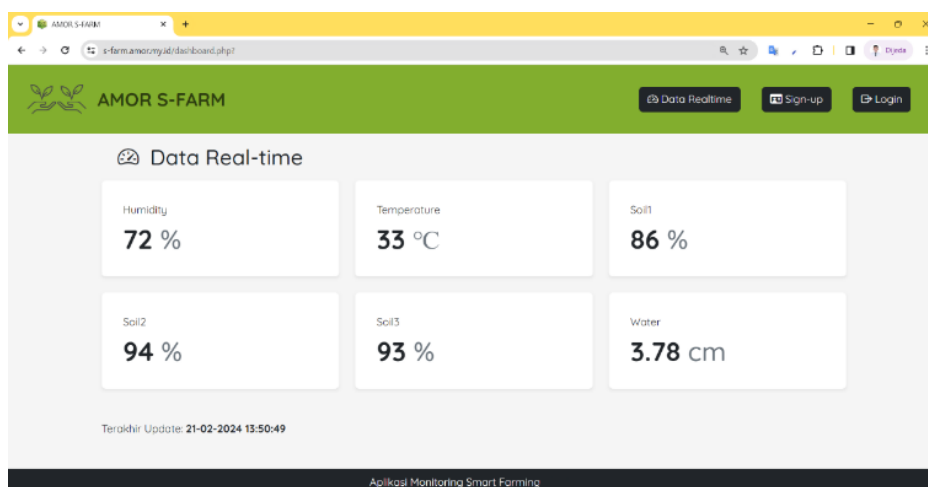 AMOR S-FARM
s-farm.amor.my.id/dashboard.php?
Dijeda
AMOR S-FARM
Data Realtime
Sign-up
Login
Data Real-time
Humidity
72 %
Temperature
33 °C
Soil1
86 %
Soil2
94 %
Soil3
93 %
Water
3.78 cm
Terakhir Update: 21-02-2024 13:50:49
Aplikasi Monitoring Smart Farming